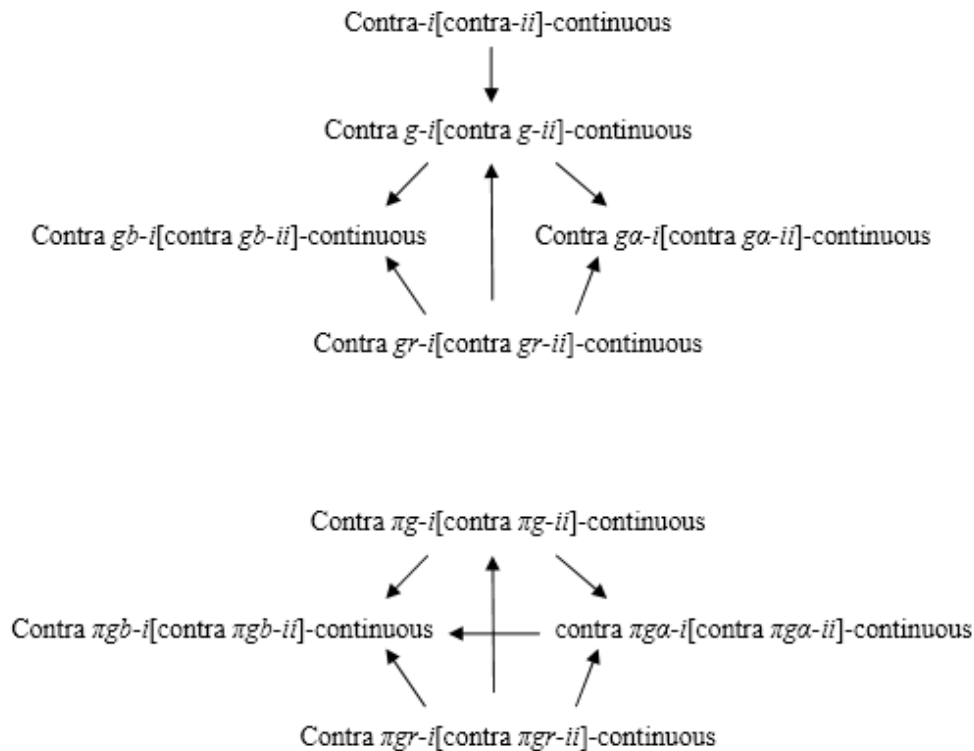 Contra-i[contra-ii]-continuous
Contra g-i[contra g-ii]-continuous
Contra gb-i[contra gb-ii]-continuous Contra gα-i[contra gα-ii]-continuous
Contra gr-i[contra gr-ii]-continuous
Contra πg-i[contra πg-ii]-continuous
Contra πgb-i[contra πgb-ii]-continuous contra πgα-i[contra πgα-ii]-continuous
Contra πgr-i[contra πgr-ii]-continuous